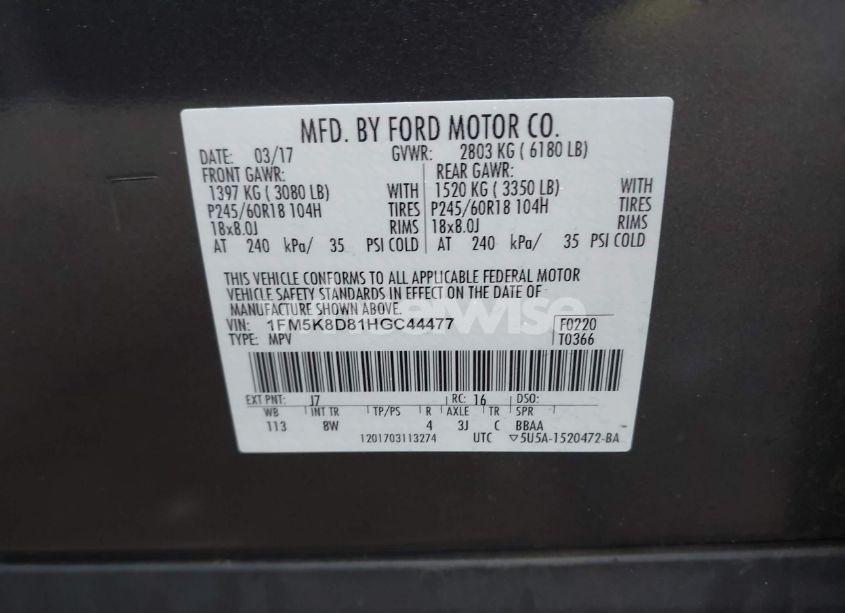 MFD. BY FORD MOTOR CO.
DATE: 03/17 GVWR: 2803 KG ( 6180 LB)
FRONT GAWR: REAR GAWR:
1397 KG ( 3080 LB) WITH 1520 KG ( 3350 LB) WITH
P245/60R18 104H TIRES P245/60R18 104H TIRES
18x8.0J RIMS 18x8.0J RIMS
AT 240 kPa/ 35 PSI COLD AT 240 kPa/ 35 PSI COLD
THIS VEHICLE CONFORMS TO ALL APPLICABLE FEDERAL MOTOR
VEHICLE SAFETY STANDARDS IN EFFECT ON THE DATE OF
MANUFACTURE SHOWN ABOVE.
VIN: 1FM5K8D81HGC44477 F0220
TYPE: MPV T0366
EXT PNT: J7 RC: 16 DSO:
WB INT TR TP/PS R AXLE TR SPR
113 8W 4 3J C BBAA
1201703113274 UTC ▽5U5A-1520472-BA